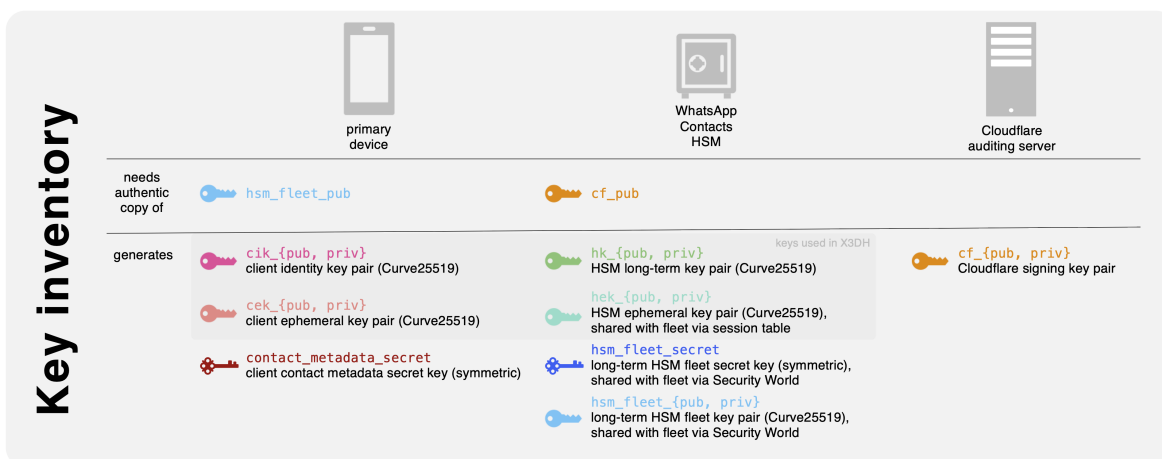 Key inventory
primary
device
WhatsApp
Contacts
HSM
Cloudflare
auditing server
needs
authentic
copy of
hsm_fleet_pub
cf_pub
generates
keys used in X3DH
cik_{pub, priv}
client identity key pair (Curve25519)
hk_{pub, priv}
HSM long-term key pair (Curve25519)
cf_{pub, priv}
Cloudflare signing key pair
cek_{pub, priv}
client ephemeral key pair (Curve25519)
hek_{pub, priv}
HSM ephemeral key pair (Curve25519),
shared with fleet via session table
contact_metadata_secret
client contact metadata secret key (symmetric)
hsm_fleet_secret
long-term HSM fleet secret key (symmetric),
shared with fleet via Security World
hsm_fleet_{pub, priv}
long-term HSM fleet key pair (Curve25519),
shared with fleet via Security World